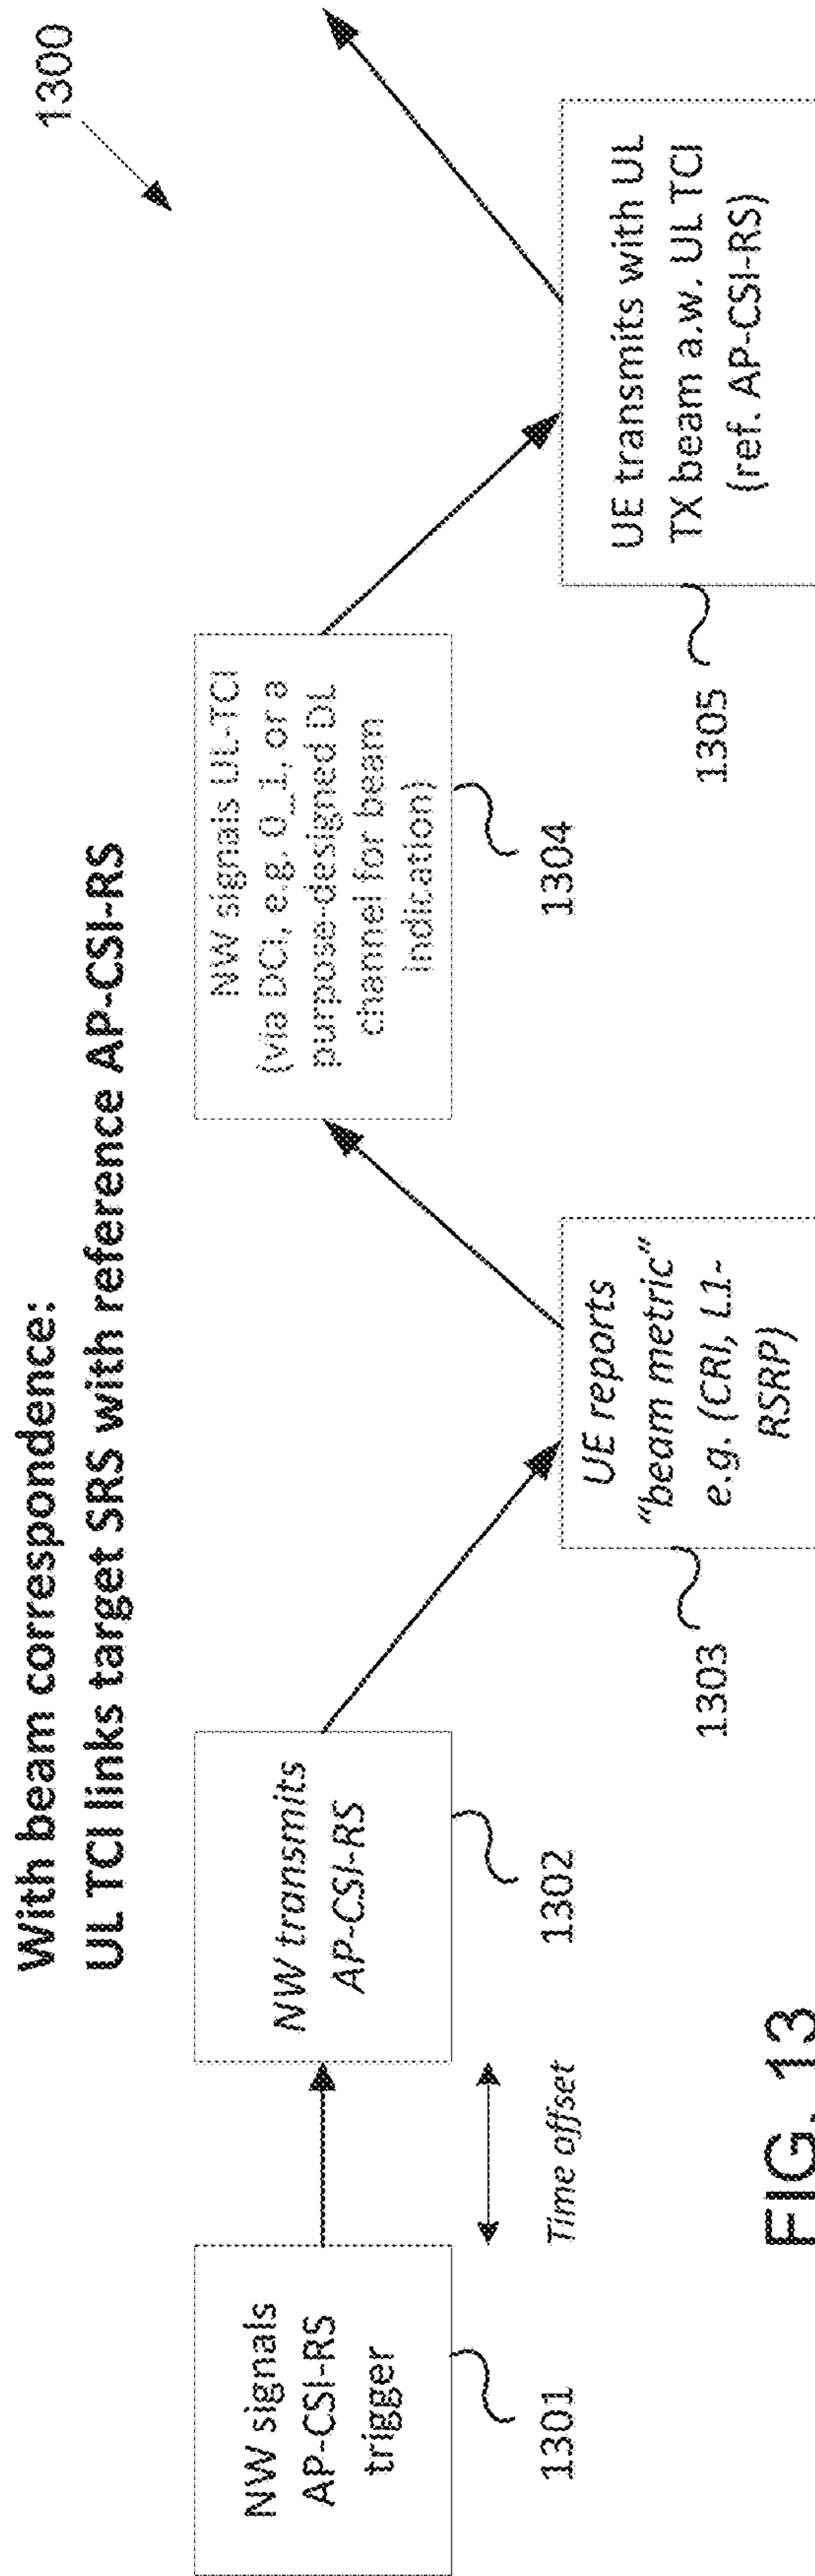 1300
With beam correspondence:
UL TCI links target SRS with reference AP-CSI-RS
NW signals
AP-CSI-RS
trigger
1301
Time offset
NW transmits
AP-CSI-RS
1302
UE reports
“beam metric”
e.g. (CRI, L1-
RSRP)
1303
NW signals UL-TCI
(via DCI, e.g. 0_1, or a
purpose-designed DL
channel for beam
indication)
1304
UE transmits with UL
TX beam a.w. UL TCI
(ref. AP-CSI-RS)
1305
FIG. 13